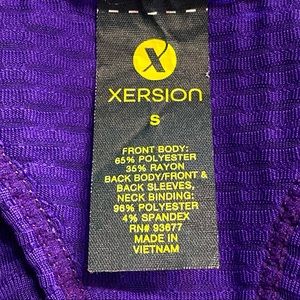 X
XERSION
S
FRONT BODY:
65% POLYESTER
35% RAYON
BACK BODY/FRONT &
BACK SLEEVES,
NECK BINDING:
96% POLYESTER
4% SPANDEX
RN# 93677
MADE IN
VIETNAM